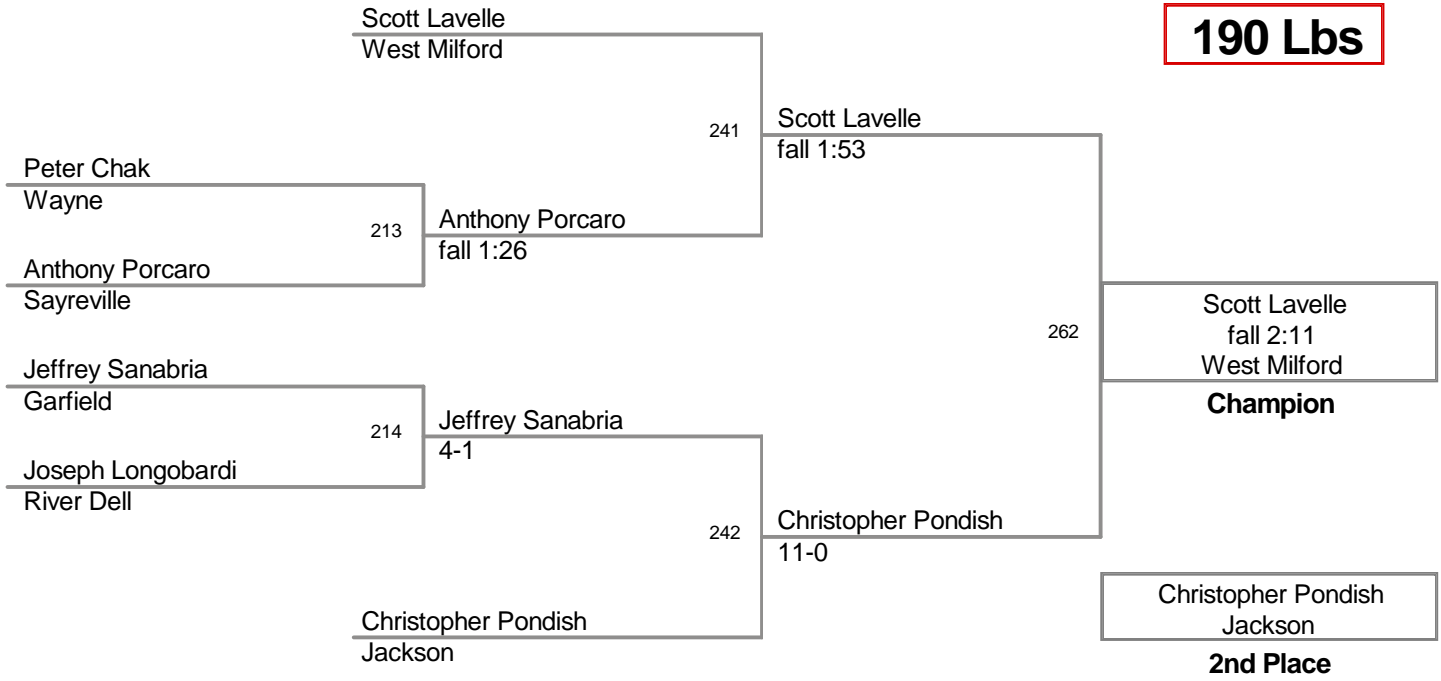 Scott Lavelle
West Milford
190 Lbs
241
Scott Lavelle
fall 1:53
Peter Chak
Wayne
213
Anthony Porcaro
fall 1:26
Anthony Porcaro
Sayreville
262
Scott Lavelle
fall 2:11
West Milford
Champion
Jeffrey Sanabria
Garfield
214
Jeffrey Sanabria
4-1
Joseph Longobardi
River Dell
242
Christopher Pondish
11-0
Christopher Pondish
Jackson
Christopher Pondish
Jackson
2nd Place